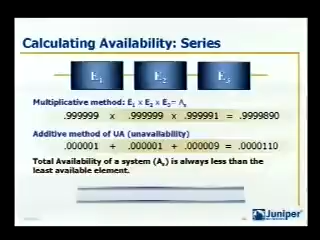 Calculating Availability: Series
E1 E2 E3
Multiplicative method: E1 x E2 x E3= As
.999999 x .999999 x .999991 = .9999890
Additive method of UA (unavailability)
.000001 + .000001 + .000009 = .0000110
Total Availability of a system (As) is always less than the
least available element.
Juniper